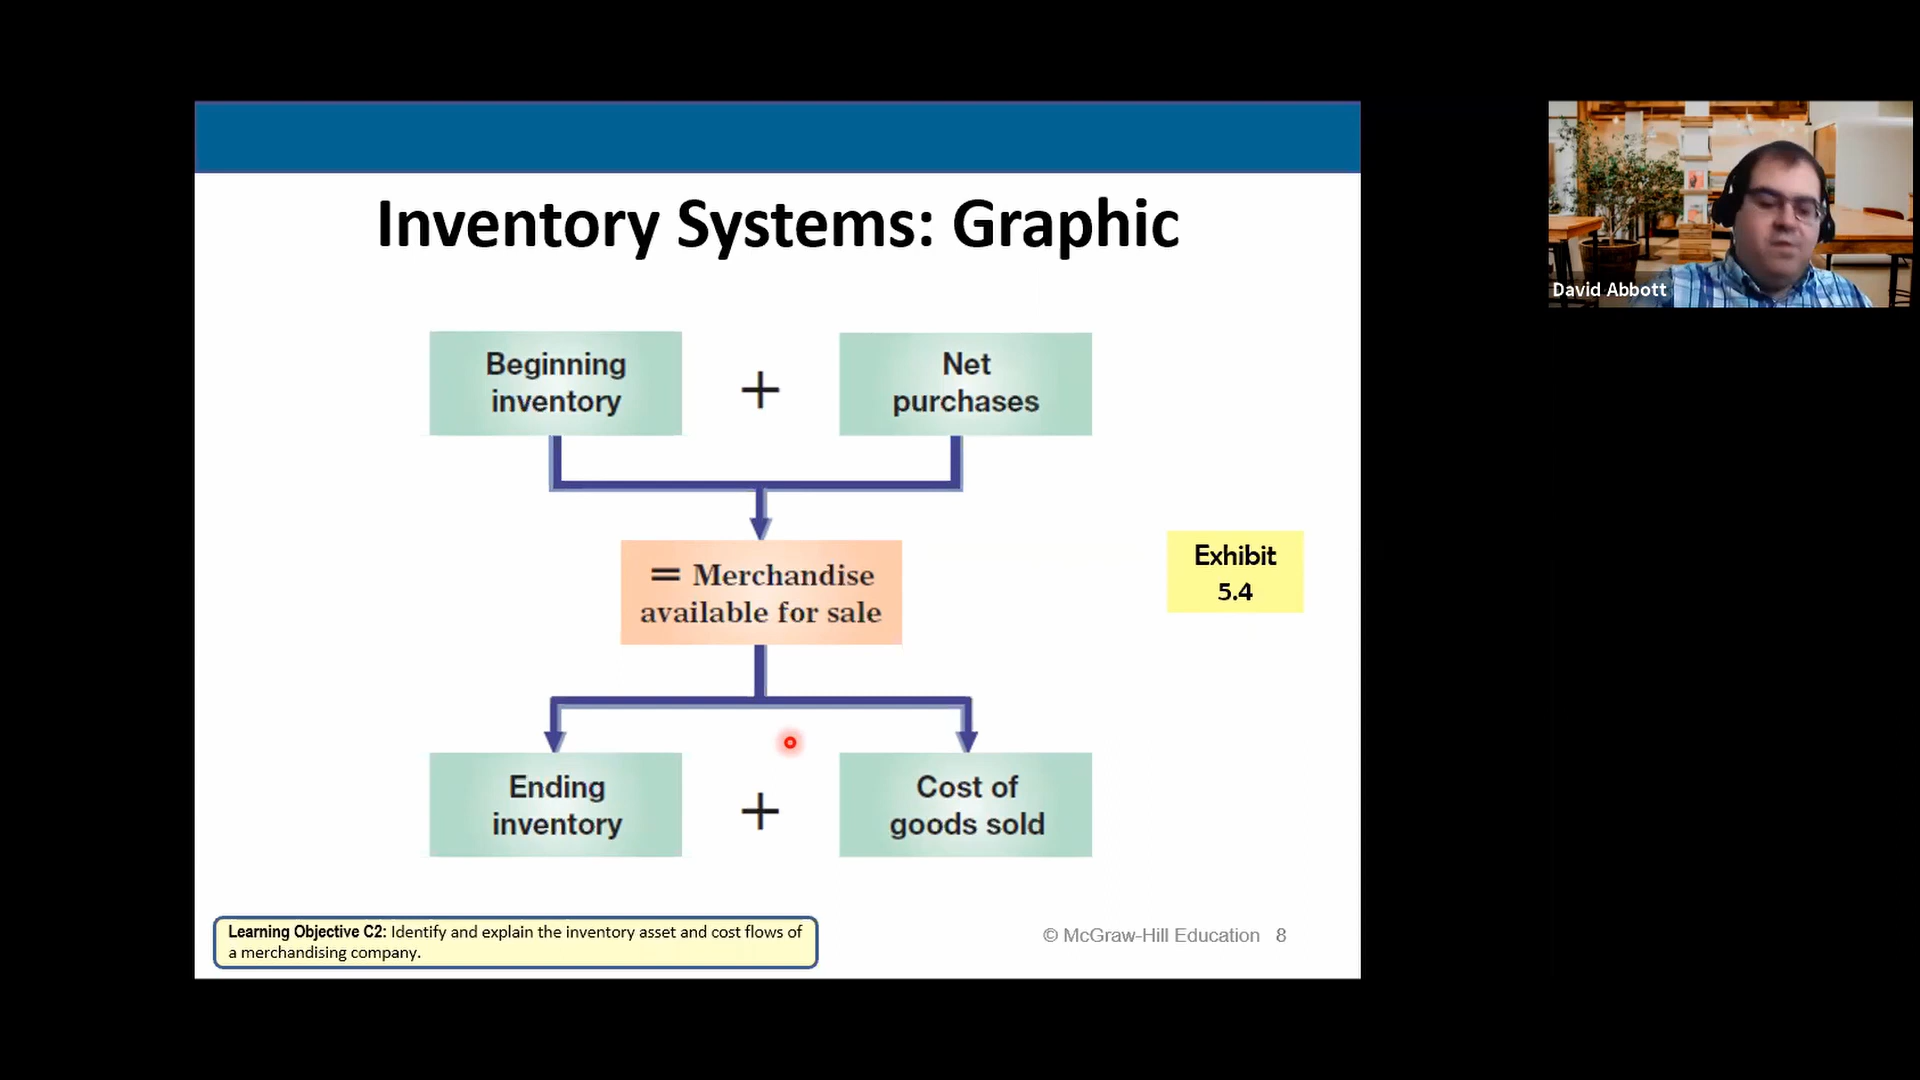 Inventory Systems: Graphic
Beginning
inventory
+
Net
purchases
= Merchandise
available for sale
Exhibit
5.4
Ending
inventory
+
Cost of
goods sold
Learning Objective C2: Identify and explain the inventory asset and cost flows of
a merchandising company.
© McGraw-Hill Education 8
David Abbott